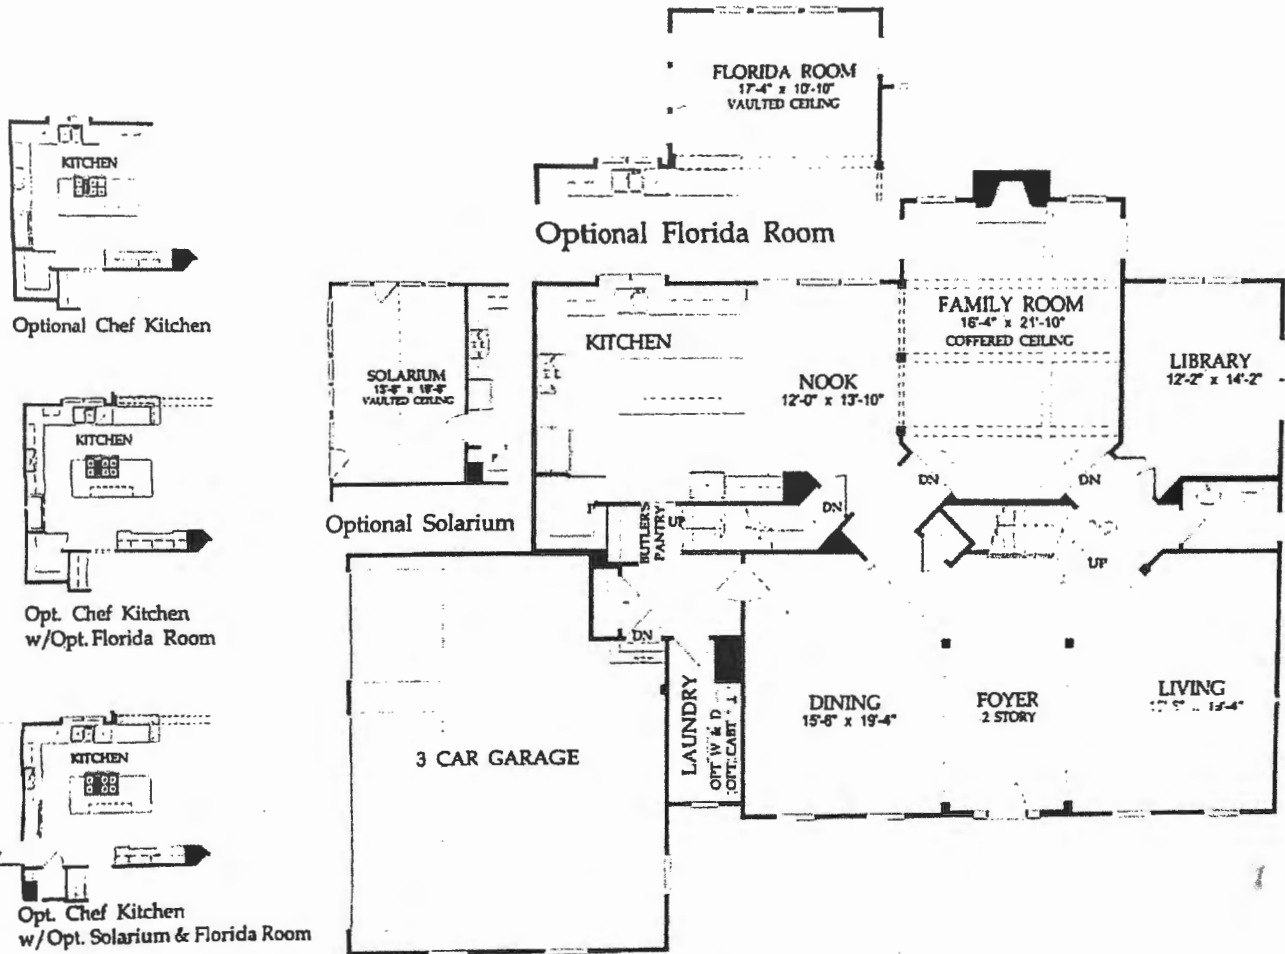 FLORIDA ROOM
17'-4" x 10'-10"
VAULTED CEILING
Optional Florida Room
KITCHEN
Optional Chef Kitchen
KITCHEN
Opt. Chef Kitchen
w/Opt. Florida Room
KITCHEN
Opt. Chef Kitchen
w/Opt. Solarium & Florida Room
SOLARIUM
VAULTED CEILING
Optional Solarium
KITCHEN
NOOK
12'-0" x 13'-10"
FAMILY ROOM
16'-4" x 21'-10"
COFFERED CEILING
LIBRARY
12'-2" x 14'-2"
DN
DN
DN
UP
BUTLER'S
PANTRY
UP
DN
3 CAR GARAGE
LAUNDRY
OPT W & D
OPT. CABT
DINING
15'-6" x 19'-4"
FOYER
2 STORY
LIVING